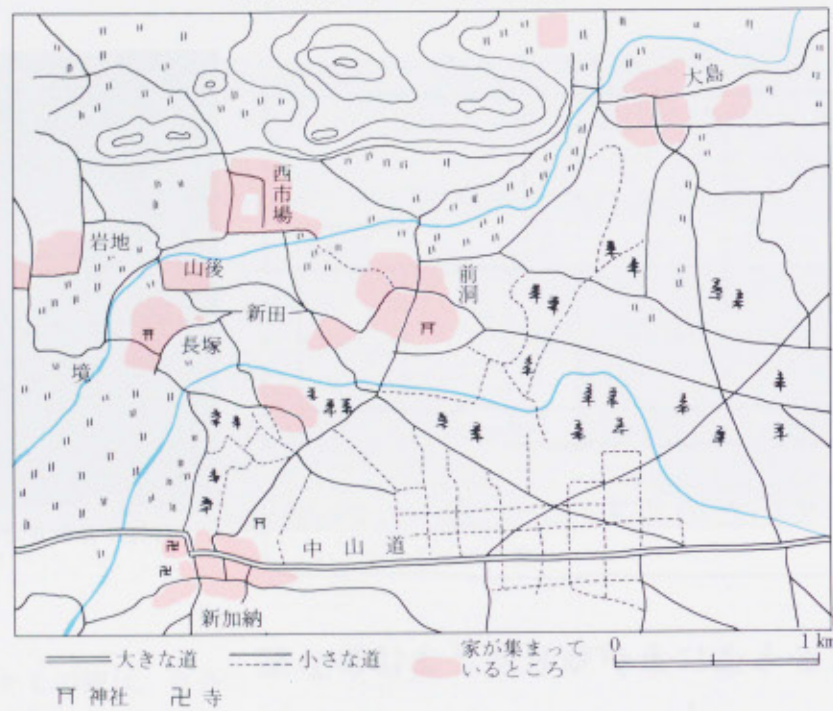 大島
西市場
岩地
山後
前洞
新田
長塚
境
中山道
新加納
大きな道
小さな道
家が集まって
いるところ
0 1 km
神社
卍 寺